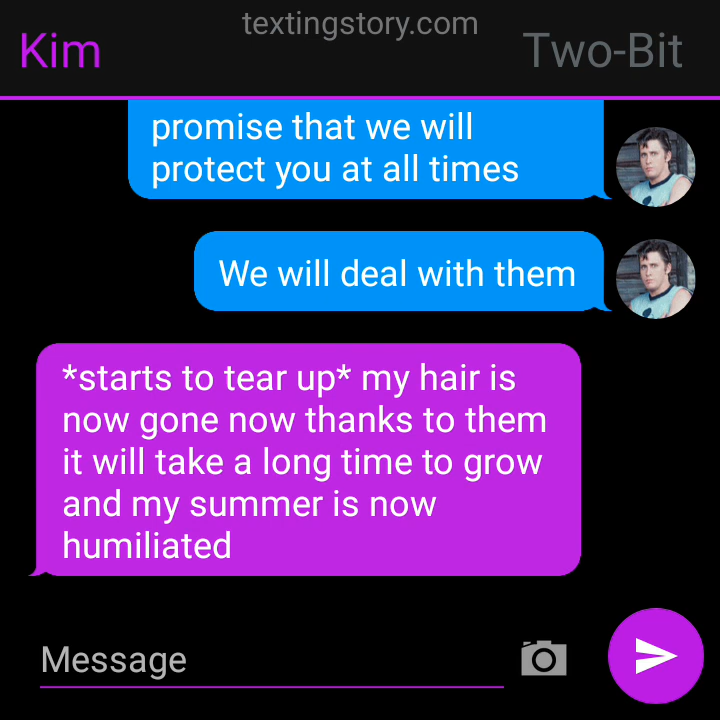 textingstory.com
Kim
Two-Bit
promise that we will
protect you at all times
We will deal with them
*starts to tear up* my hair is
now gone now thanks to them
it will take a long time to grow
and my summer is now
humiliated
Message